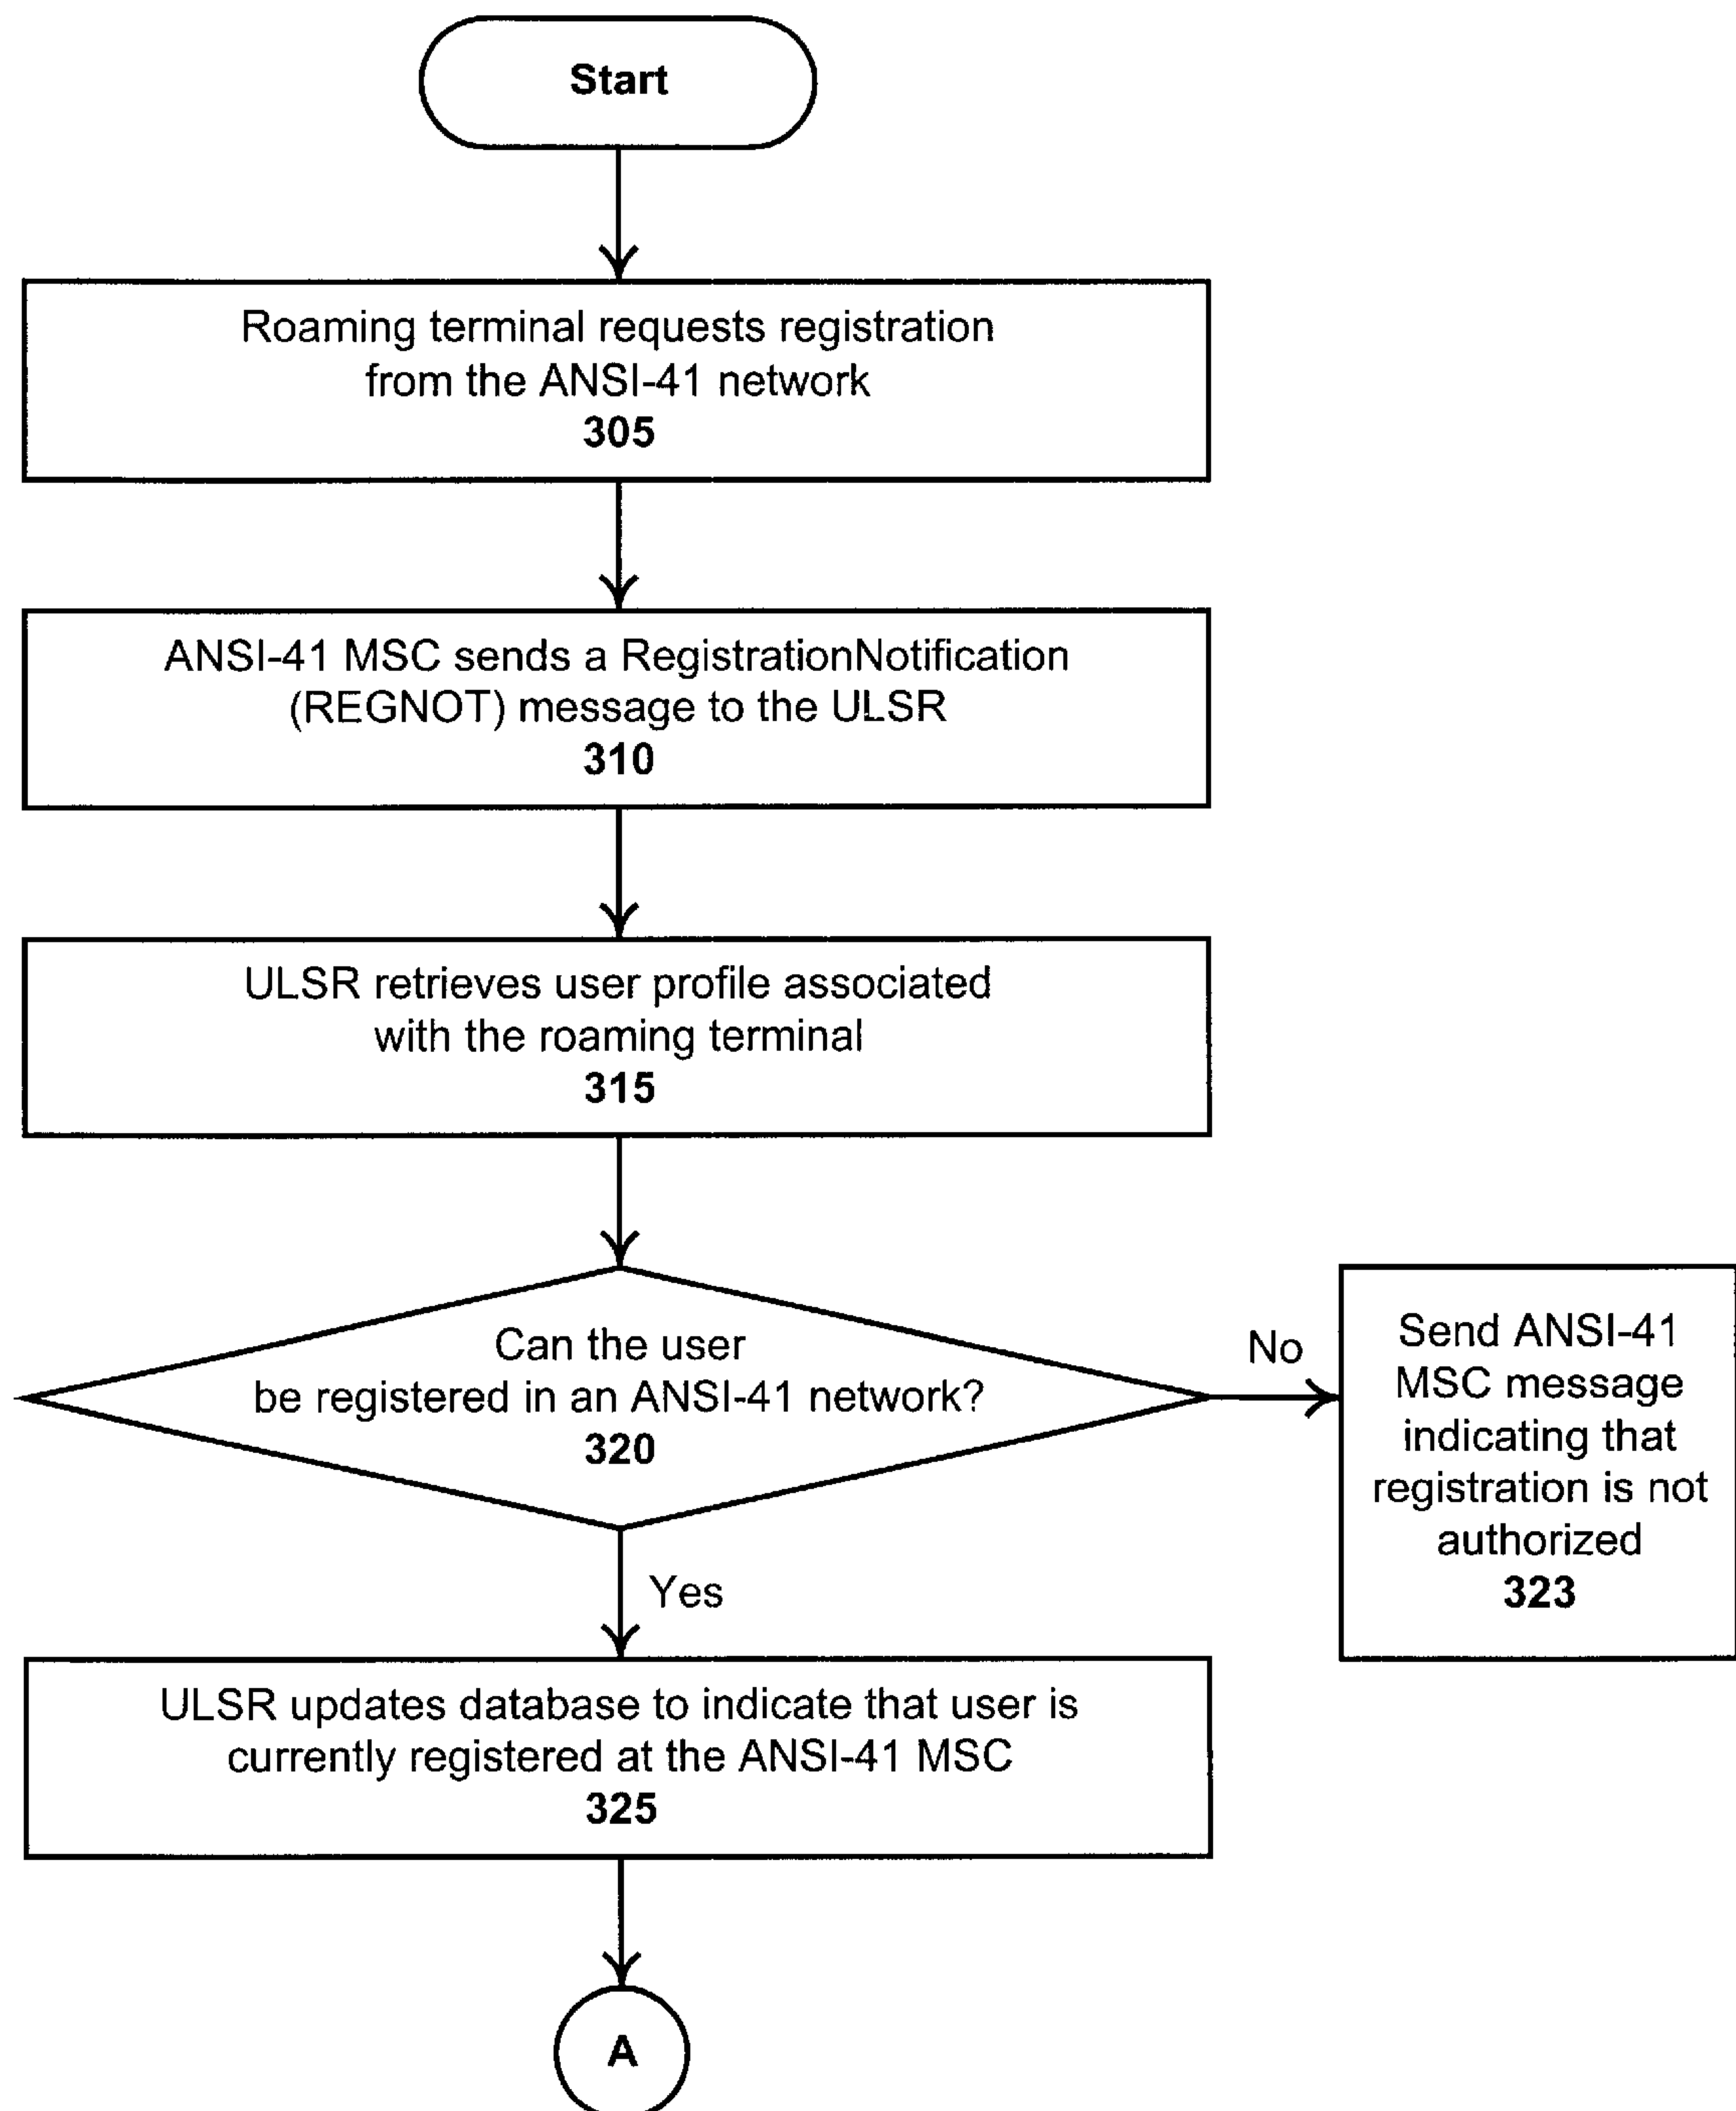 Start
Roaming terminal requests registration
from the ANSI-41 network
305
ANSI-41 MSC sends a RegistrationNotification
(REGNOT) message to the ULSR
310
ULSR retrieves user profile associated
with the roaming terminal
315
Can the user
be registered in an ANSI-41 network?
320
No
Send ANSI-41
MSC message
indicating that
registration is not
authorized
323
Yes
ULSR updates database to indicate that user is
currently registered at the ANSI-41 MSC
325
A